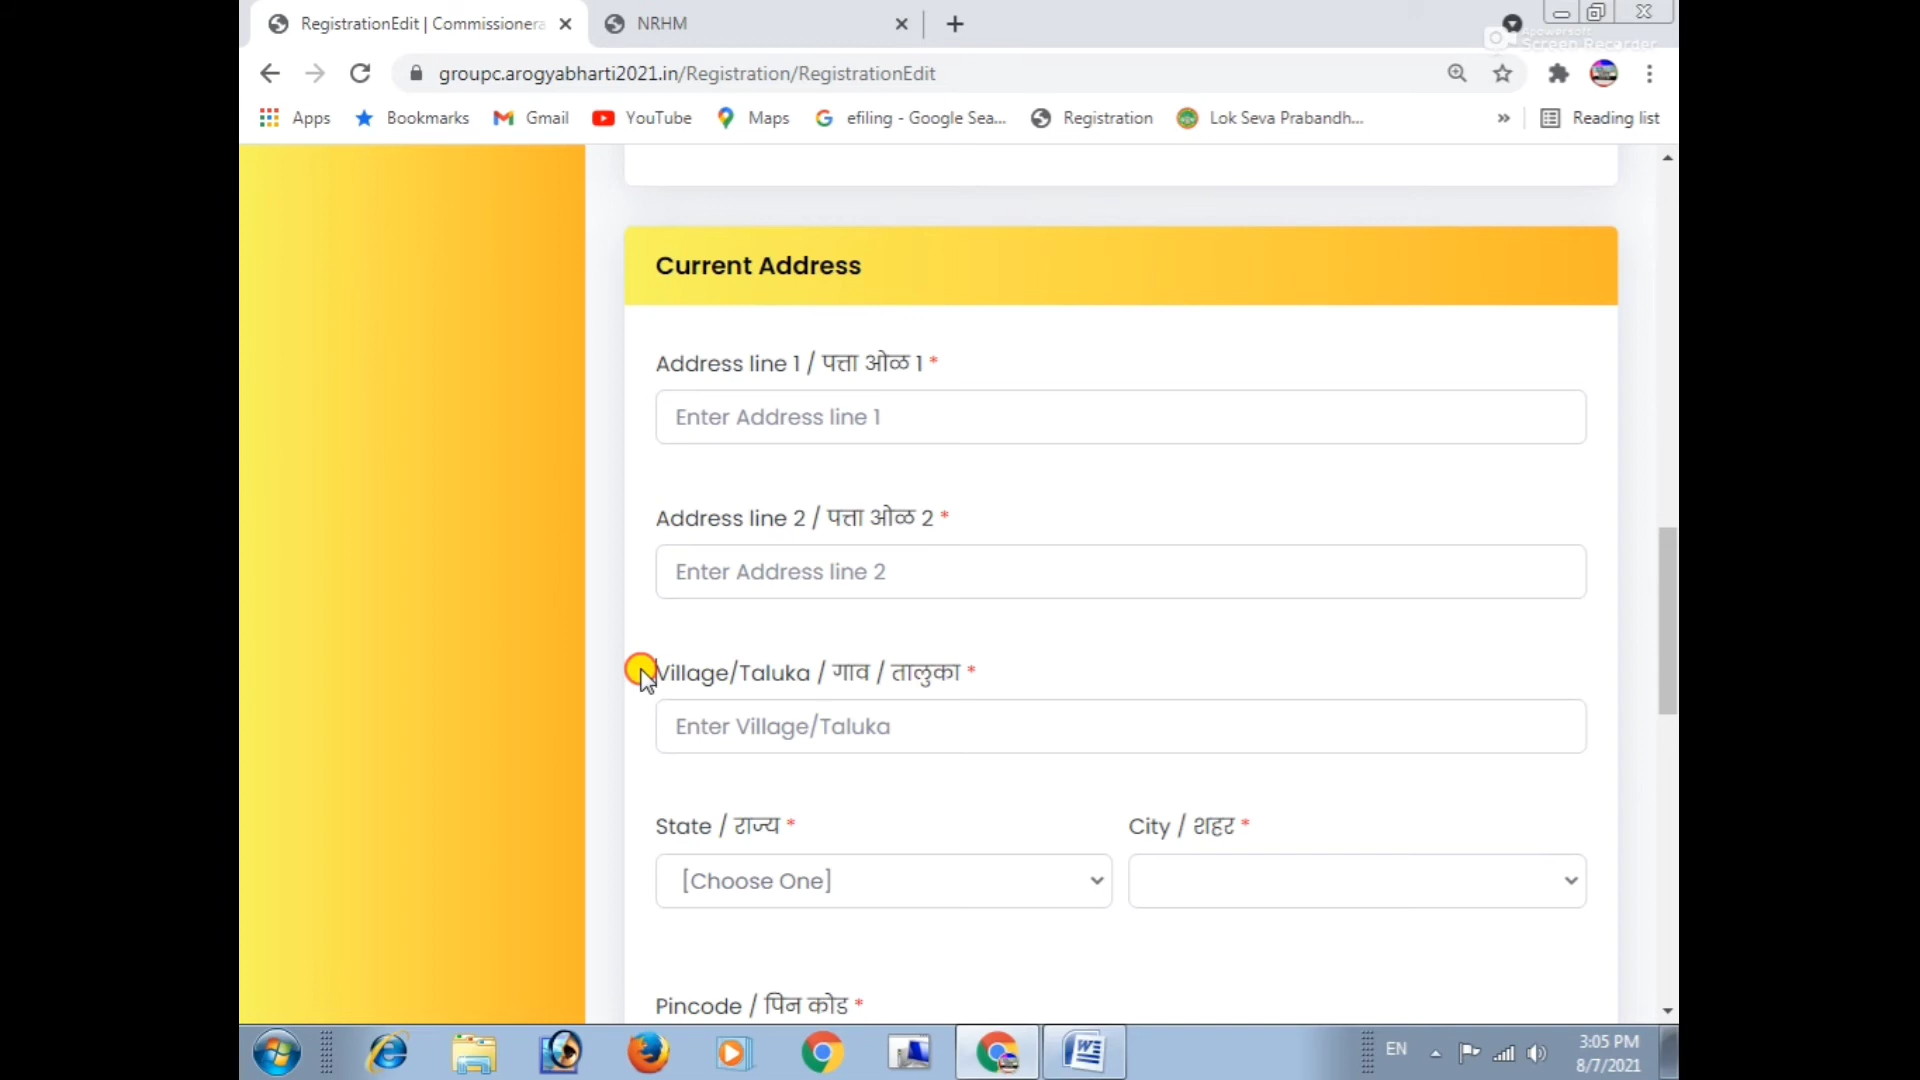 RegistrationEdit | Commissionera
NRHM
Apowersoft
Screen Recorder
groupc.arogyabharti2021.in/Registration/RegistrationEdit
Apps
Bookmarks
Gmail
YouTube
Maps
efiling - Google Sea...
Registration
Lok Seva Prabandh...
»
Reading list
Current Address
Address line 1 / पत्ता ओळ 1 *
Enter Address line 1
Address line 2 / पत्ता ओळ 2 *
Enter Address line 2
Village/Taluka / गाव / तालुका *
Enter Village/Taluka
State / राज्य *
City / शहर *
[Choose One]
Pincode / पिन कोड *
EN
3:05 PM
8/7/2021